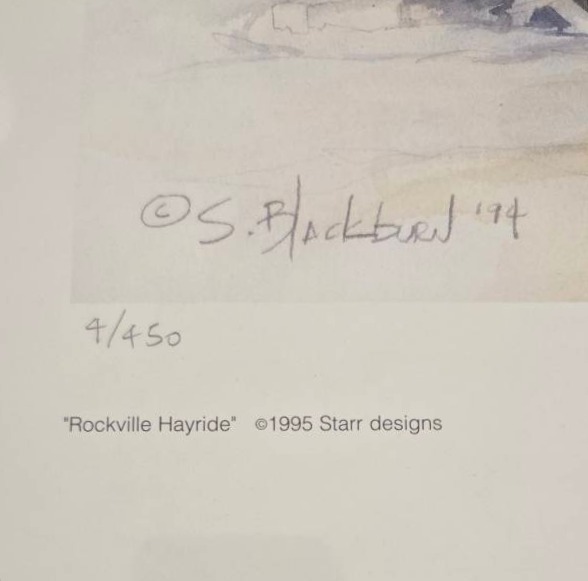 © S. Blackburn '94
4/450
"Rockville Hayride" ©1995 Starr designs